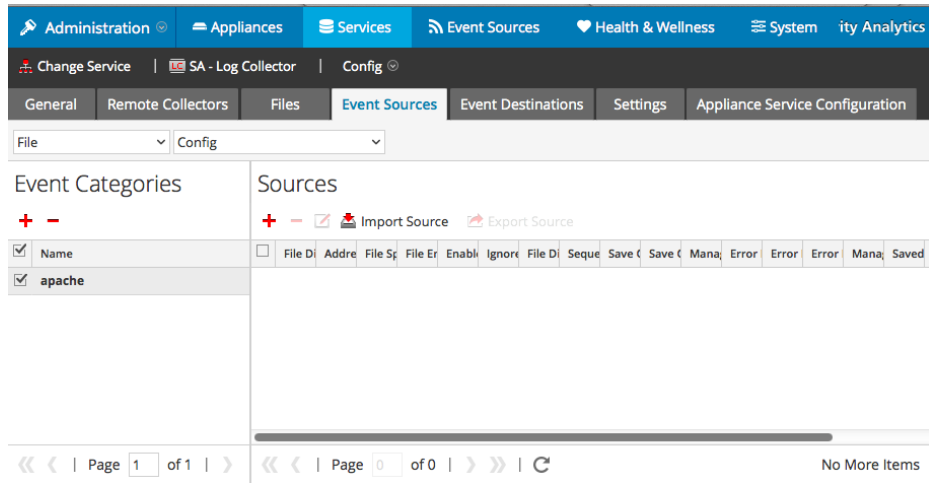 Administration Appliances Services Event Sources Health & Wellness System ity Analytics
Change Service | LC SA - Log Collector | Config
General Remote Collectors Files Event Sources Event Destinations Settings Appliance Service Configuration
File Config
Event Categories Sources
Import Source Export Source
Name File Di Addre File Sp File Er Enable Ignore File Di Seque Save C Save C Mana Error Error Error Mana Saved
apache
| Page 1 of 1 | | Page 0 of 0 | | No More Items